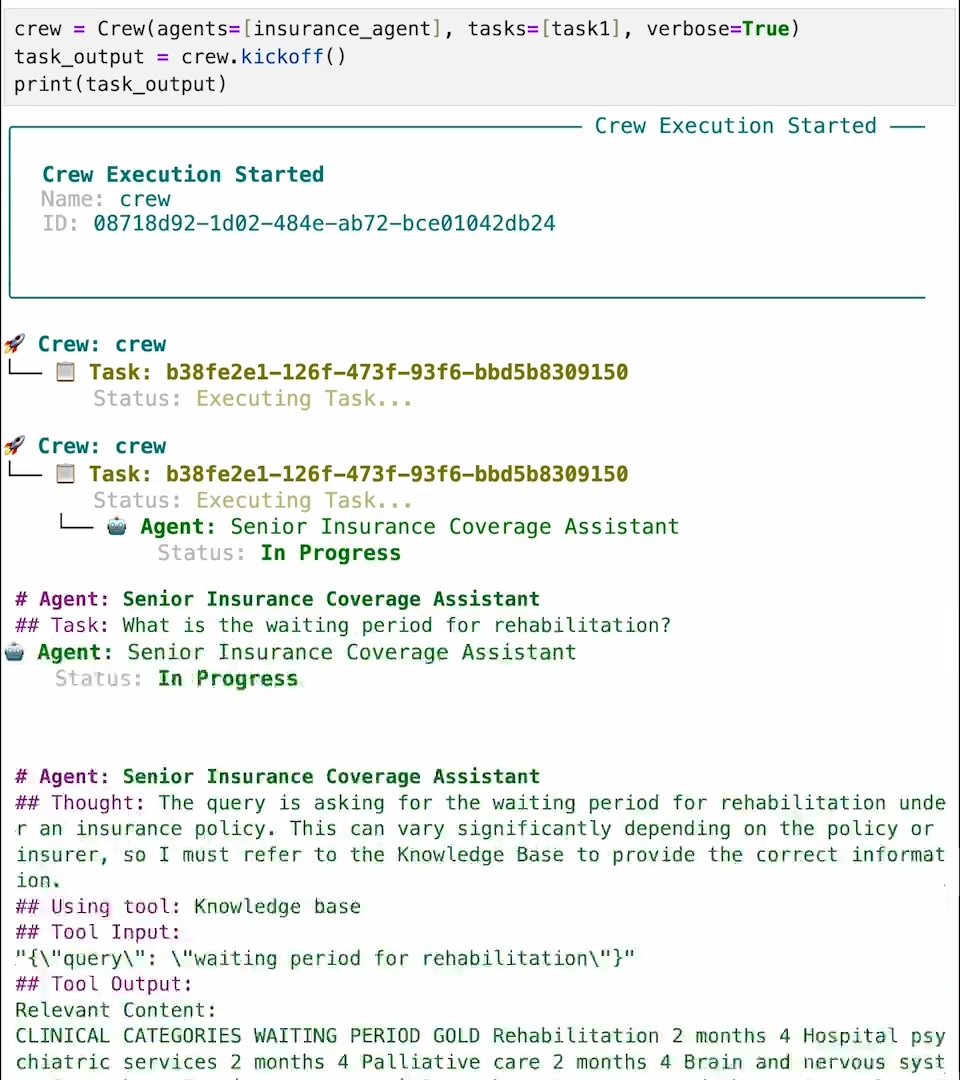 crew = Crew(agents=[insurance_agent], tasks=[task1], verbose=True)
task_output = crew.kickoff()
print(task_output)
Crew Execution Started
Crew Execution Started
Name: crew
ID: 08718d92-1d02-484e-ab72-bce01042db24
🚀 Crew: crew
└── 📋 Task: b38fe2e1-126f-473f-93f6-bbd5b8309150
Status: Executing Task...
🚀 Crew: crew
└── 📋 Task: b38fe2e1-126f-473f-93f6-bbd5b8309150
Status: Executing Task...
└── 🤖 Agent: Senior Insurance Coverage Assistant
Status: In Progress
# Agent: Senior Insurance Coverage Assistant
## Task: What is the waiting period for rehabilitation?
🤖 Agent: Senior Insurance Coverage Assistant
Status: In Progress
# Agent: Senior Insurance Coverage Assistant
## Thought: The query is asking for the waiting period for rehabilitation unde
r an insurance policy. This can vary significantly depending on the policy or
insurer, so I must refer to the Knowledge Base to provide the correct informat
ion.
## Using tool: Knowledge base
## Tool Input:
"{\"query\": \"waiting period for rehabilitation\"}"
## Tool Output:
Relevant Content:
CLINICAL CATEGORIES WAITING PERIOD GOLD Rehabilitation 2 months 4 Hospital psy
chiatric services 2 months 4 Palliative care 2 months 4 Brain and nervous syst